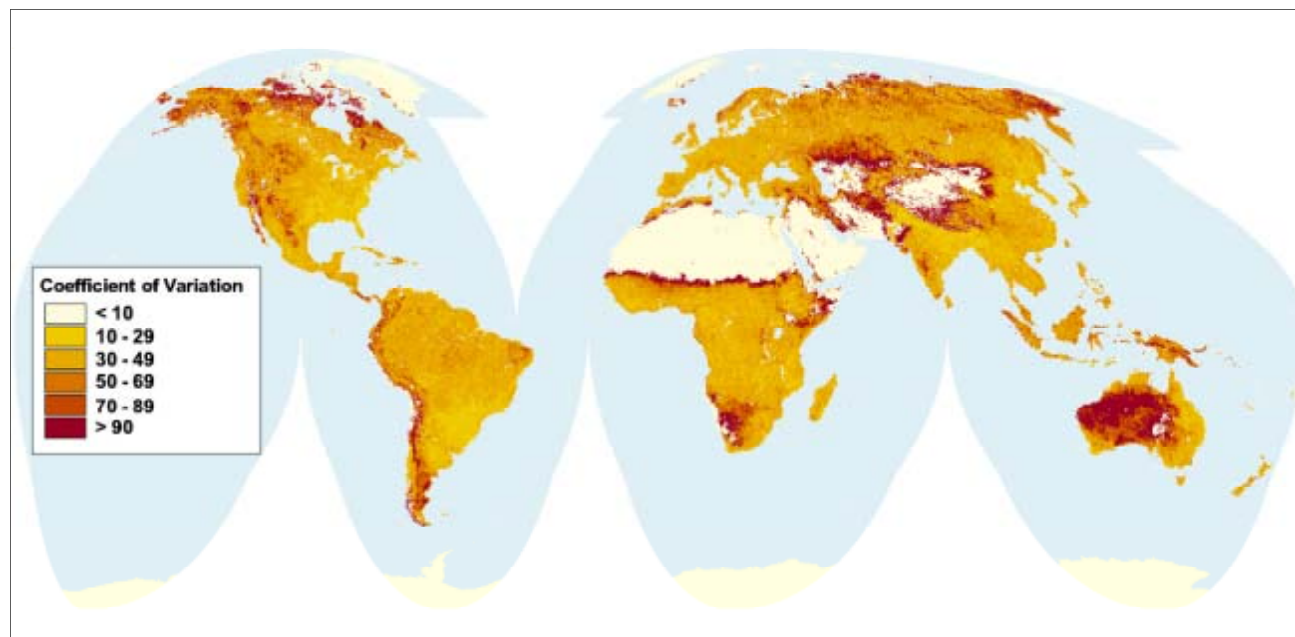 Coefficient of Variation
< 10
10 - 29
30 - 49
50 - 69
70 - 89
> 90